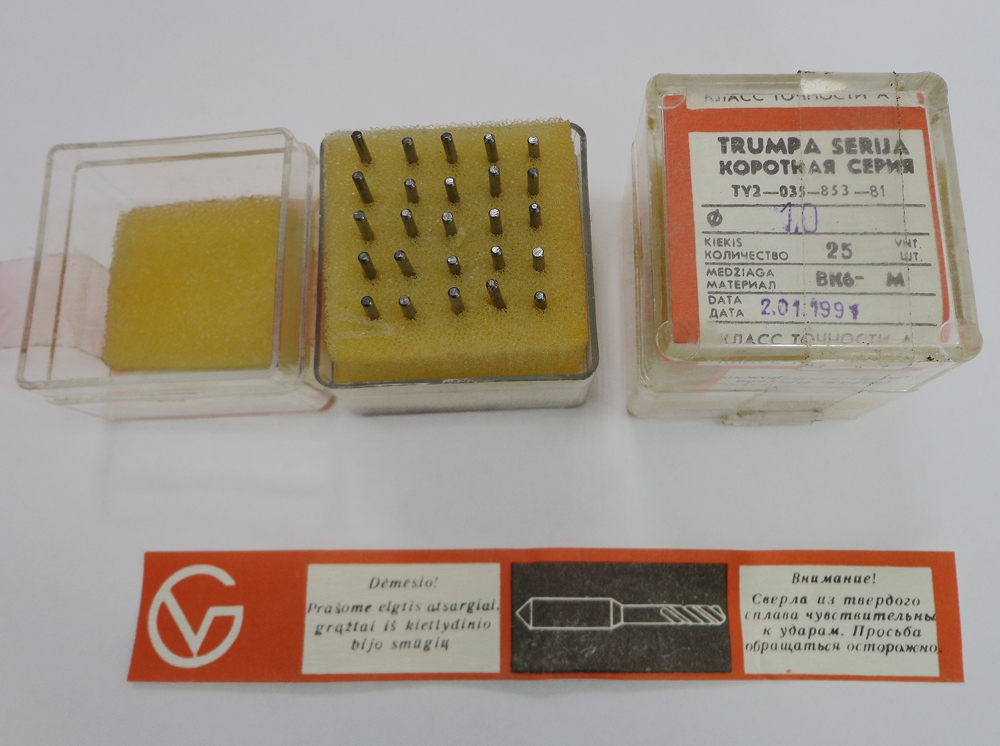 КЛАСС ТОЧНОСТИ А
TRUMPA SERIJA
КОРОТКАЯ СЕРИЯ
ТУ2—035—853—81
Ø 1,0
KIEKIS
КОЛИЧЕСТВО 25 VNT.
ШТ.
MEDŽIAGA
МАТЕРИАЛ ВК6- М
DATA
ДАТА 2.01.1991
КЛАСС ТОЧНОСТИ А
Dėmesio!
Prašome elgtis atsargiai,
grąžtai iš kietlydinio
bijo smūgių
Внимание!
Сверла из твердого
сплава чувствительны
к ударам. Просьба
обращаться осторожно.